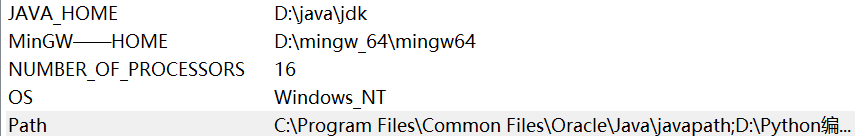 JAVA_HOME D:\java\jdk
MinGW——HOME D:\mingw_64\mingw64
NUMBER_OF_PROCESSORS 16
OS Windows_NT
Path C:\Program Files\Common Files\Oracle\Java\javapath;D:\Python编...